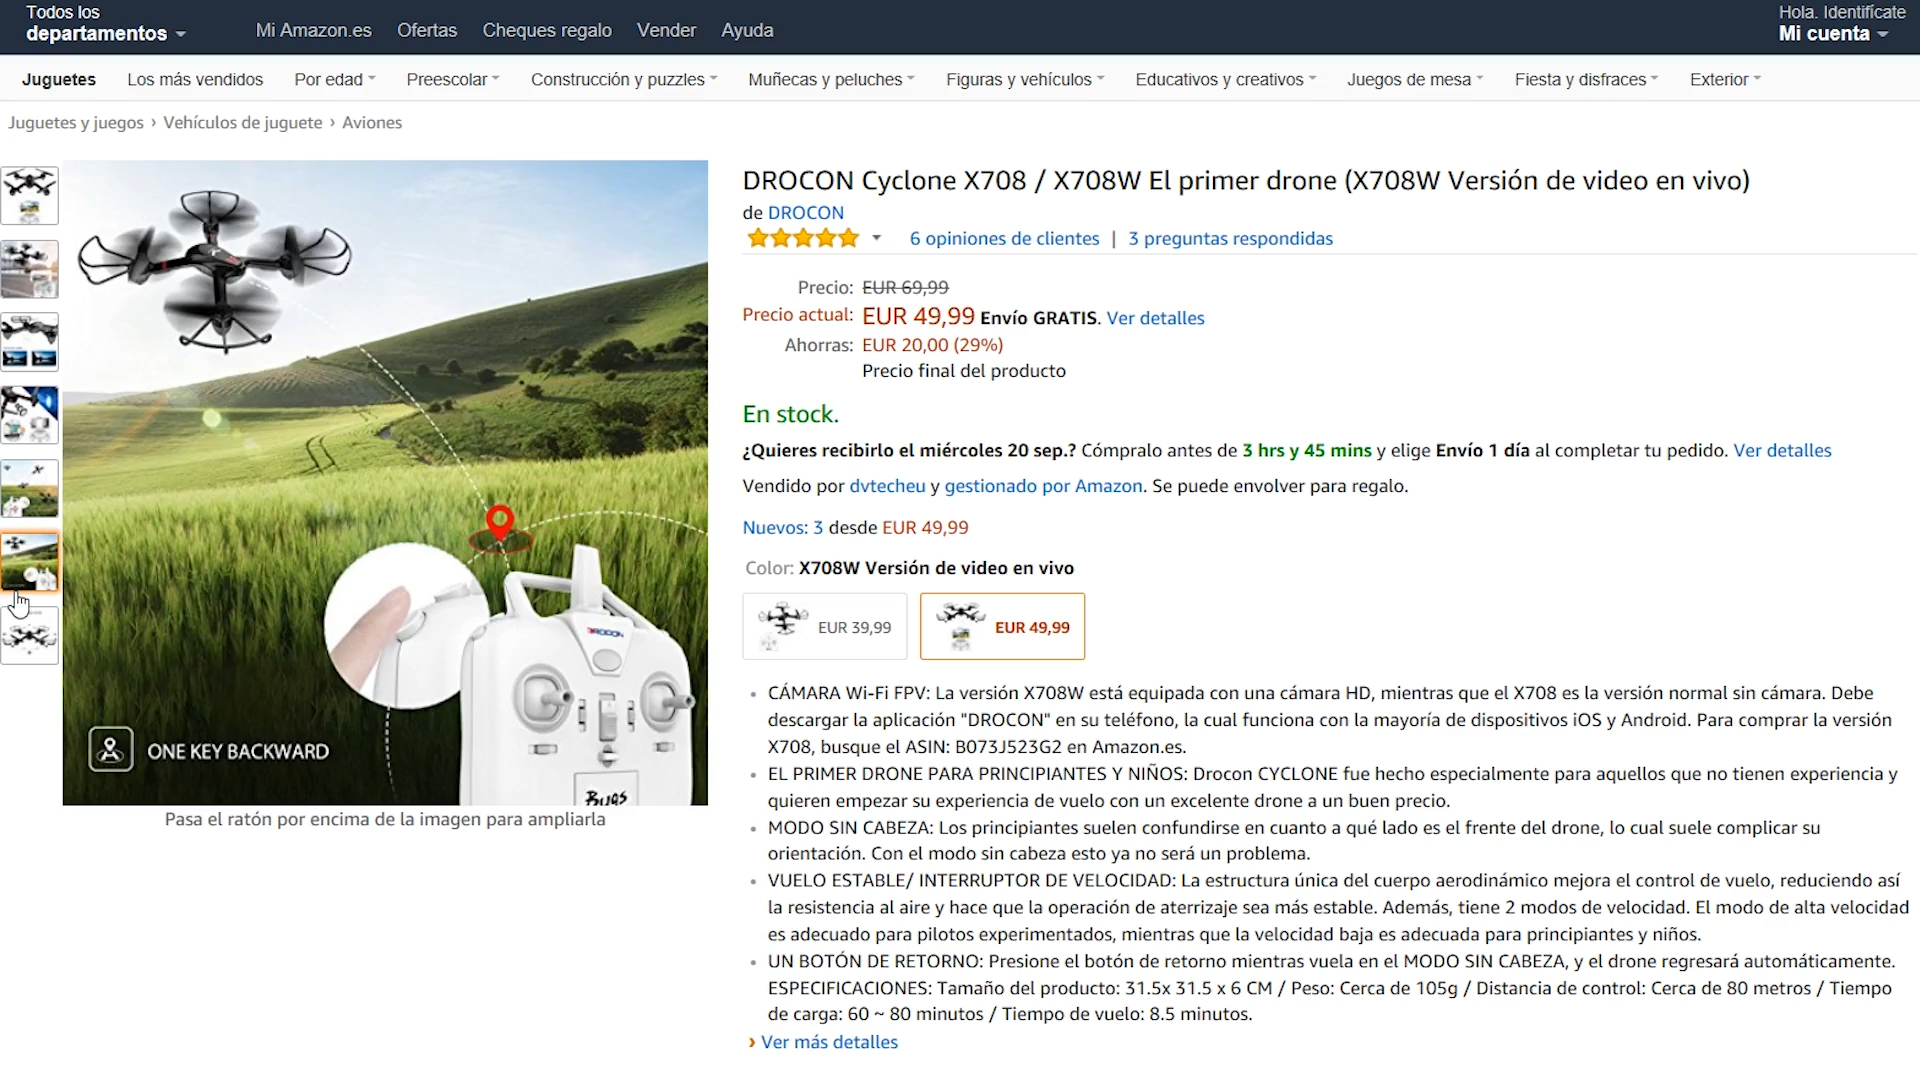 Todos los
departamentos
Mi Amazon.es Ofertas Cheques regalo Vender Ayuda
Hola. Identifícate
Mi cuenta
Juguetes Los más vendidos Por edad Preescolar Construcción y puzzles Muñecas y peluches Figuras y vehículos Educativos y creativos Juegos de mesa Fiesta y disfraces Exterior
Juguetes y juegos › Vehículos de juguete › Aviones
DROCON Cyclone X708 / X708W El primer drone (X708W Versión de video en vivo)
de DROCON
6 opiniones de clientes | 3 preguntas respondidas
Precio: EUR 69,99
Precio actual: EUR 49,99 Envío GRATIS. Ver detalles
Ahorras: EUR 20,00 (29%)
Precio final del producto
En stock.
¿Quieres recibirlo el miércoles 20 sep.? Cómpralo antes de 3 hrs y 45 mins y elige Envío 1 día al completar tu pedido. Ver detalles
Vendido por dvtecheu y gestionado por Amazon. Se puede envolver para regalo.
Nuevos: 3 desde EUR 49,99
Color: X708W Versión de video en vivo
EUR 39,99 EUR 49,99
CÁMARA Wi-Fi FPV: La versión X708W está equipada con una cámara HD, mientras que el X708 es la versión normal sin cámara. Debe
descargar la aplicación "DROCON" en su teléfono, la cual funciona con la mayoría de dispositivos iOS y Android. Para comprar la versión
X708, busque el ASIN: B073J523G2 en Amazon.es.
EL PRIMER DRONE PARA PRINCIPIANTES Y NIÑOS: Drocon CYCLONE fue hecho especialmente para aquellos que no tienen experiencia y
quieren empezar su experiencia de vuelo con un excelente drone a un buen precio.
MODO SIN CABEZA: Los principiantes suelen confundirse en cuanto a qué lado es el frente del drone, lo cual suele complicar su
orientación. Con el modo sin cabeza esto ya no será un problema.
VUELO ESTABLE/ INTERRUPTOR DE VELOCIDAD: La estructura única del cuerpo aerodinámico mejora el control de vuelo, reduciendo así
la resistencia al aire y hace que la operación de aterrizaje sea más estable. Además, tiene 2 modos de velocidad. El modo de alta velocidad
es adecuado para pilotos experimentados, mientras que la velocidad baja es adecuada para principiantes y niños.
UN BOTÓN DE RETORNO: Presione el botón de retorno mientras vuela en el MODO SIN CABEZA, y el drone regresará automáticamente.
ESPECIFICACIONES: Tamaño del producto: 31.5x 31.5 x 6 CM / Peso: Cerca de 105g / Distancia de control: Cerca de 80 metros / Tiempo
de carga: 60 ~ 80 minutos / Tiempo de vuelo: 8.5 minutos.
› Ver más detalles
DROCON
Bugs
ONE KEY BACKWARD
Pasa el ratón por encima de la imagen para ampliarla